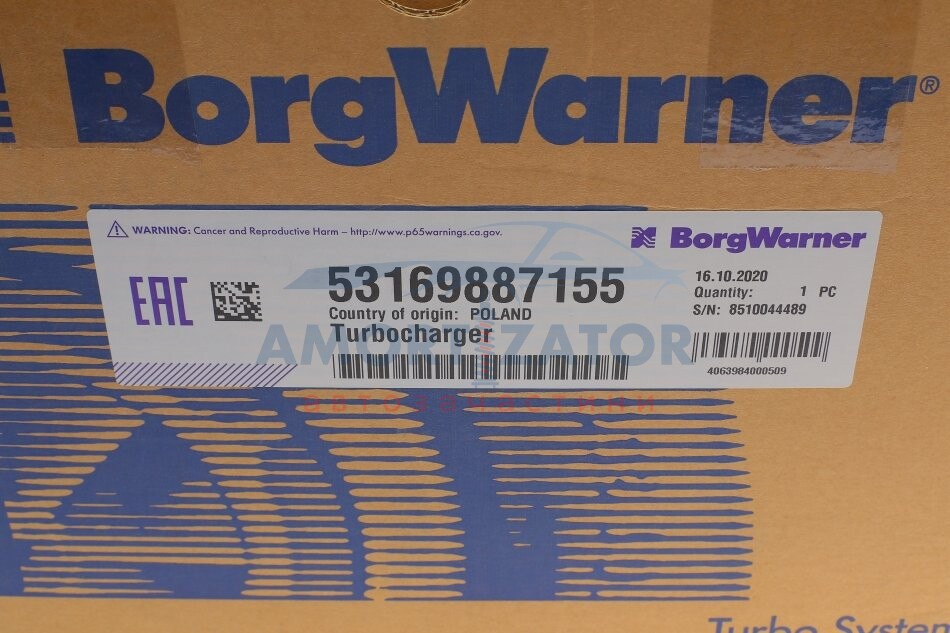 BorgWarner®
⚠ WARNING: Cancer and Reproductive Harm – http://www.p65warnings.ca.gov.
BorgWarner
EAC
53169887155
Country of origin: POLAND
Turbocharger
16.10.2020
Quantity: 1 PC
S/N: 8510044489
4063984000509
AMORTIZATOR
автозапчастини
Turbo System